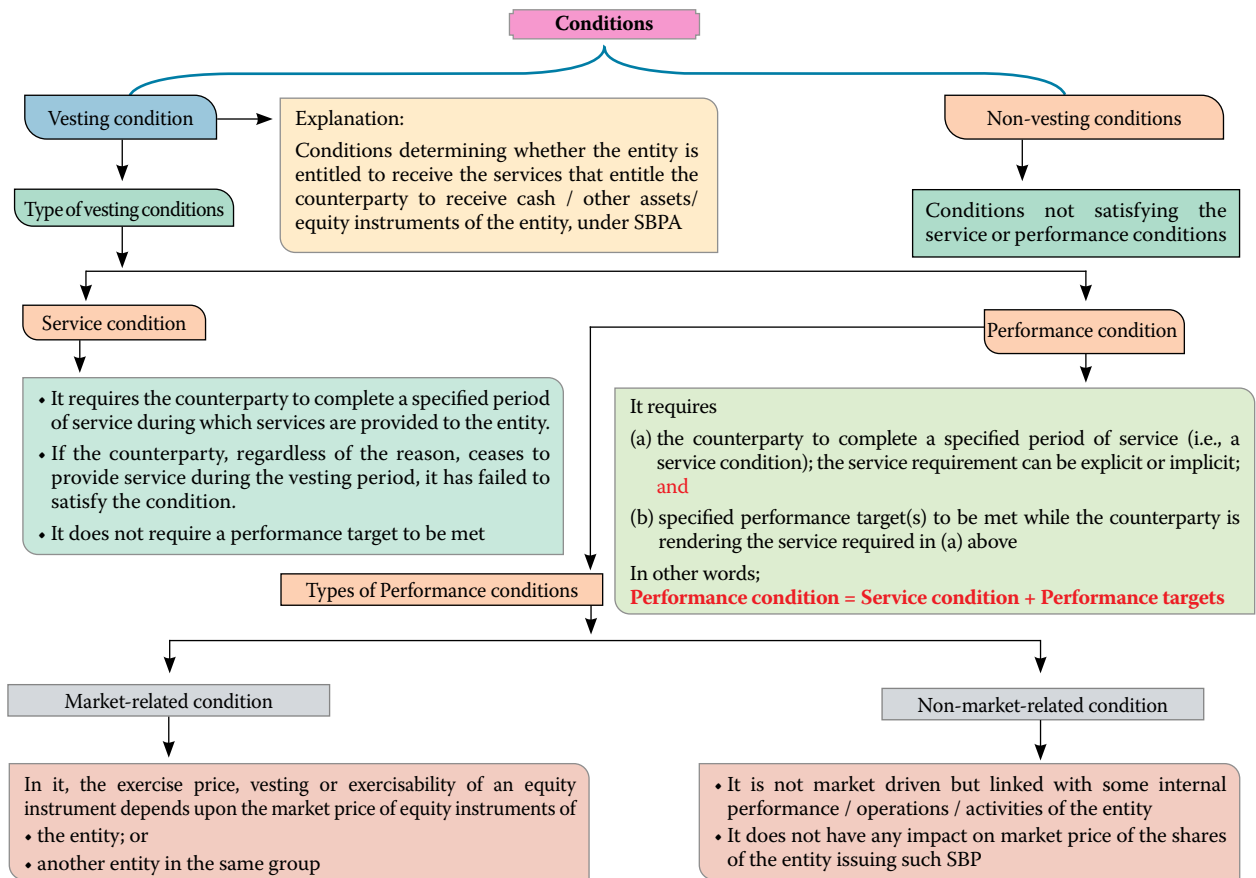 Conditions
Vesting condition
Explanation:
Conditions determining whether the entity is
entitled to receive the services that entitle the
counterparty to receive cash / other assets/
equity instruments of the entity, under SBPA
Non-vesting conditions
Type of vesting conditions
Conditions not satisfying the
service or performance conditions
Service condition
Performance condition
• It requires the counterparty to complete a specified period
of service during which services are provided to the entity.
• If the counterparty, regardless of the reason, ceases to
provide service during the vesting period, it has failed to
satisfy the condition.
• It does not require a performance target to be met
It requires
(a) the counterparty to complete a specified period of service (i.e., a
service condition); the service requirement can be explicit or implicit;
and
(b) specified performance target(s) to be met while the counterparty is
rendering the service required in (a) above
In other words;
Performance condition = Service condition + Performance targets
Types of Performance conditions
Market-related condition
Non-market-related condition
In it, the exercise price, vesting or exercisability of an equity
instrument depends upon the market price of equity instruments of
• the entity; or
• another entity in the same group
• It is not market driven but linked with some internal
performance / operations / activities of the entity
• It does not have any impact on market price of the shares
of the entity issuing such SBP